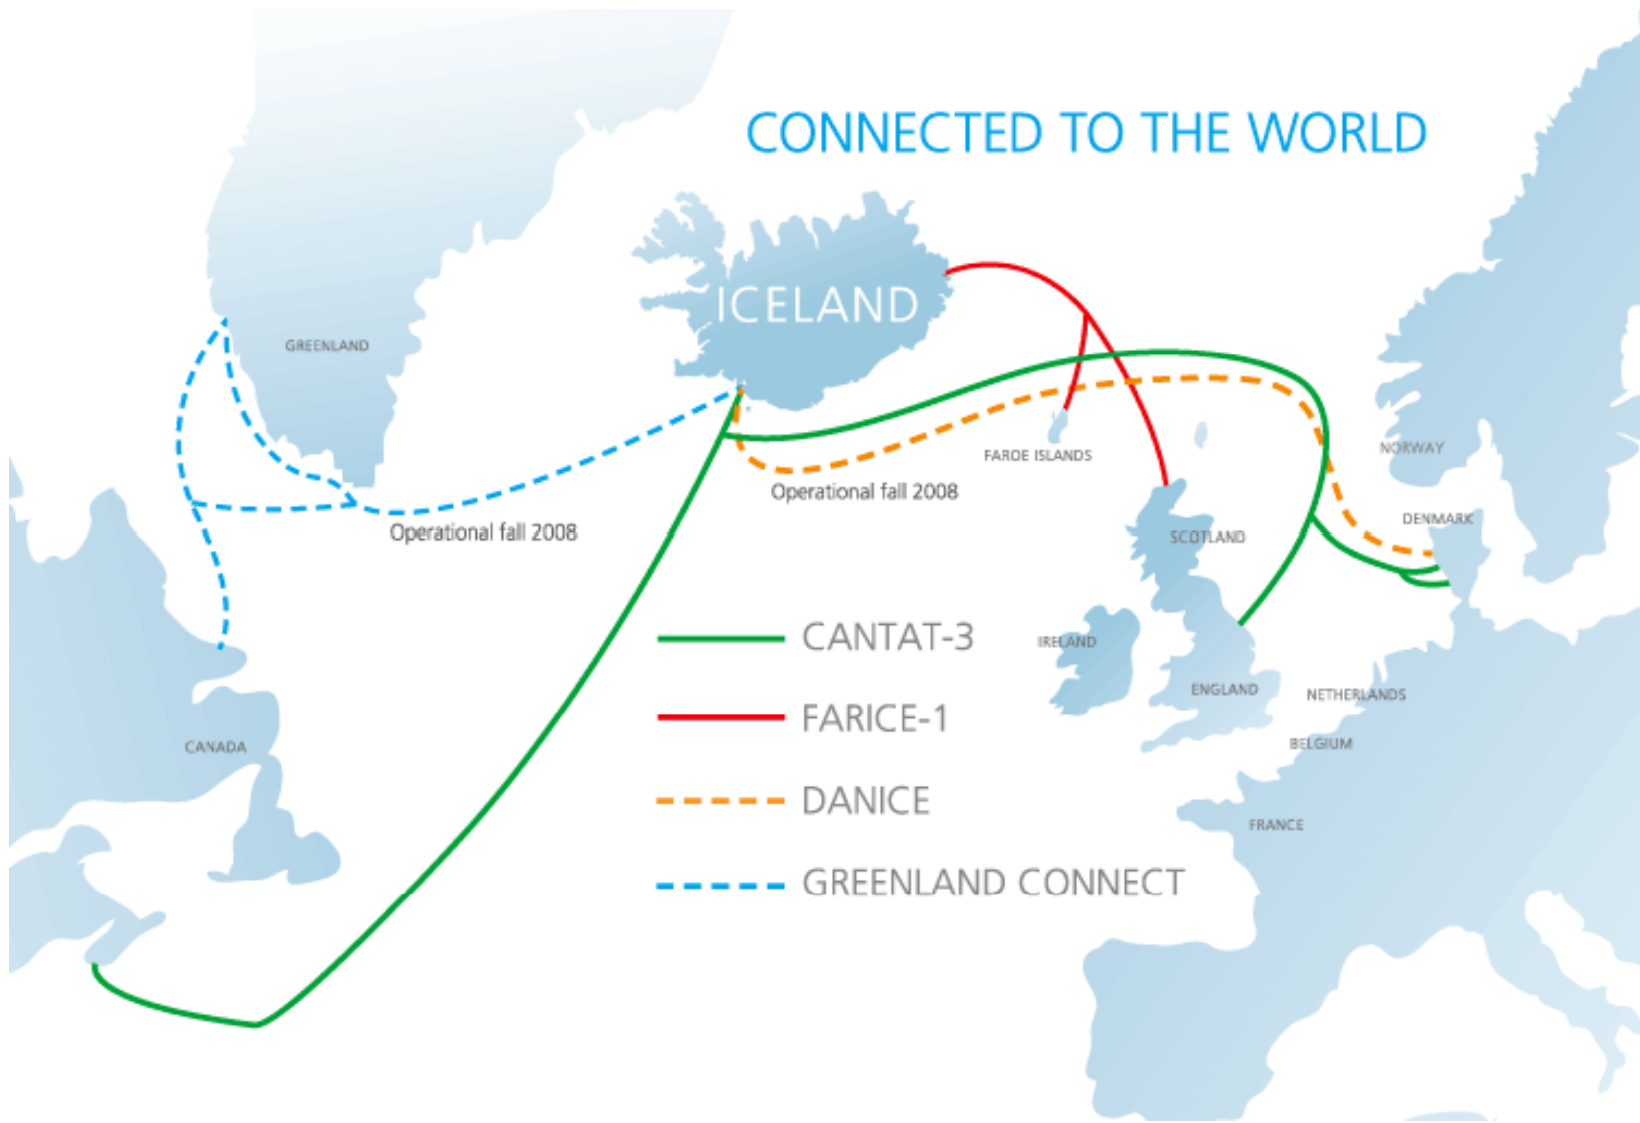 CONNECTED TO THE WORLD
ICELAND
GREENLAND
FAROE ISLANDS
NORWAY
Operational fall 2008
DENMARK
Operational fall 2008
SCOTLAND
CANTAT-3
IRELAND
ENGLAND
NETHERLANDS
FARICE-1
CANADA
BELGIUM
DANICE
FRANCE
GREENLAND CONNECT